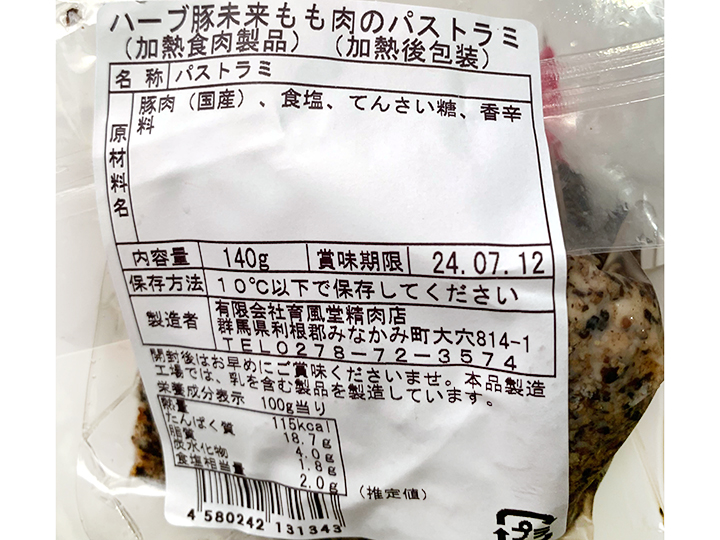 ハーブ豚未来もも肉のパストラミ
(加熱食肉製品) (加熱後包装)
名称 パストラミ
原材料名 豚肉(国産)、食塩、てんさい糖、香辛
料
内容量 140g 賞味期限 24.07.12
保存方法 10℃以下で保存してください
製造者 有限会社育風堂精肉店
群馬県利根郡みなかみ町大穴814-1
TEL0278-72-3574
開封後はお早めにご賞味くださいませ。本品製造
工場では、乳を含む製品を製造しています。
栄養成分表示 100g当り
熱量 115kcal
たんぱく質 18.7g
脂質 4.0g
炭水化物 1.8g
食塩相当量 2.0g (推定値)
4 580242 131343
プラ